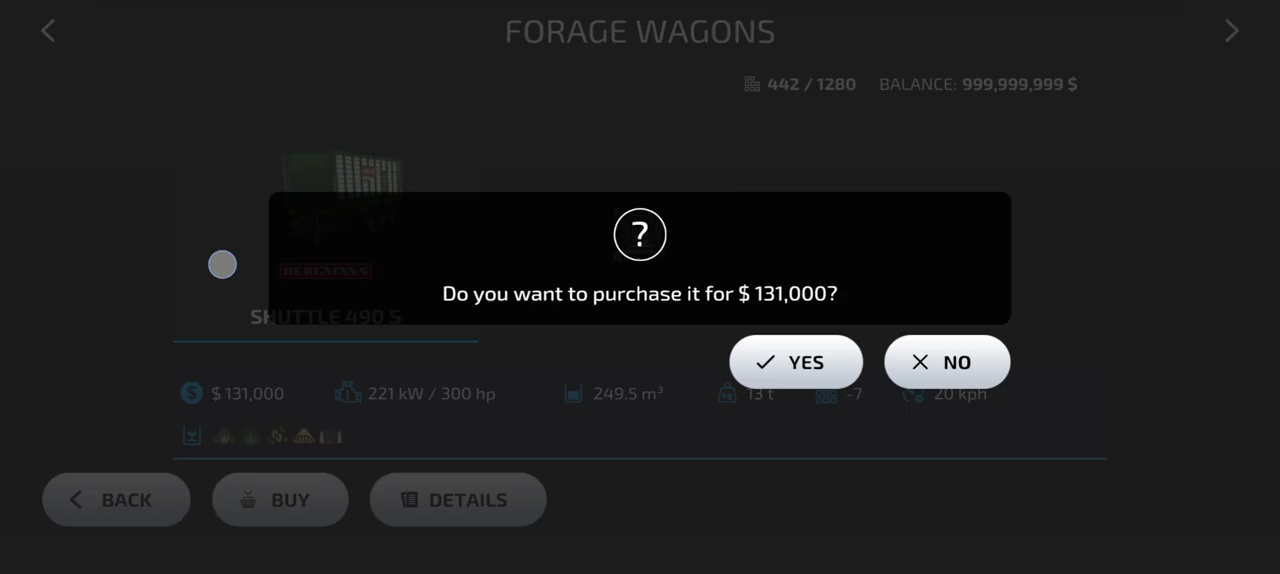 FORAGE WAGONS
442 / 1280 BALANCE: 999,999,999 $
?
BERGMANN
Do you want to purchase it for $ 131,000?
SHUTTLE 490 S
YES NO
$ 131,000 221 kW / 300 hp 249.5 m³ 13 t -7 20 kph
BACK BUY DETAILS